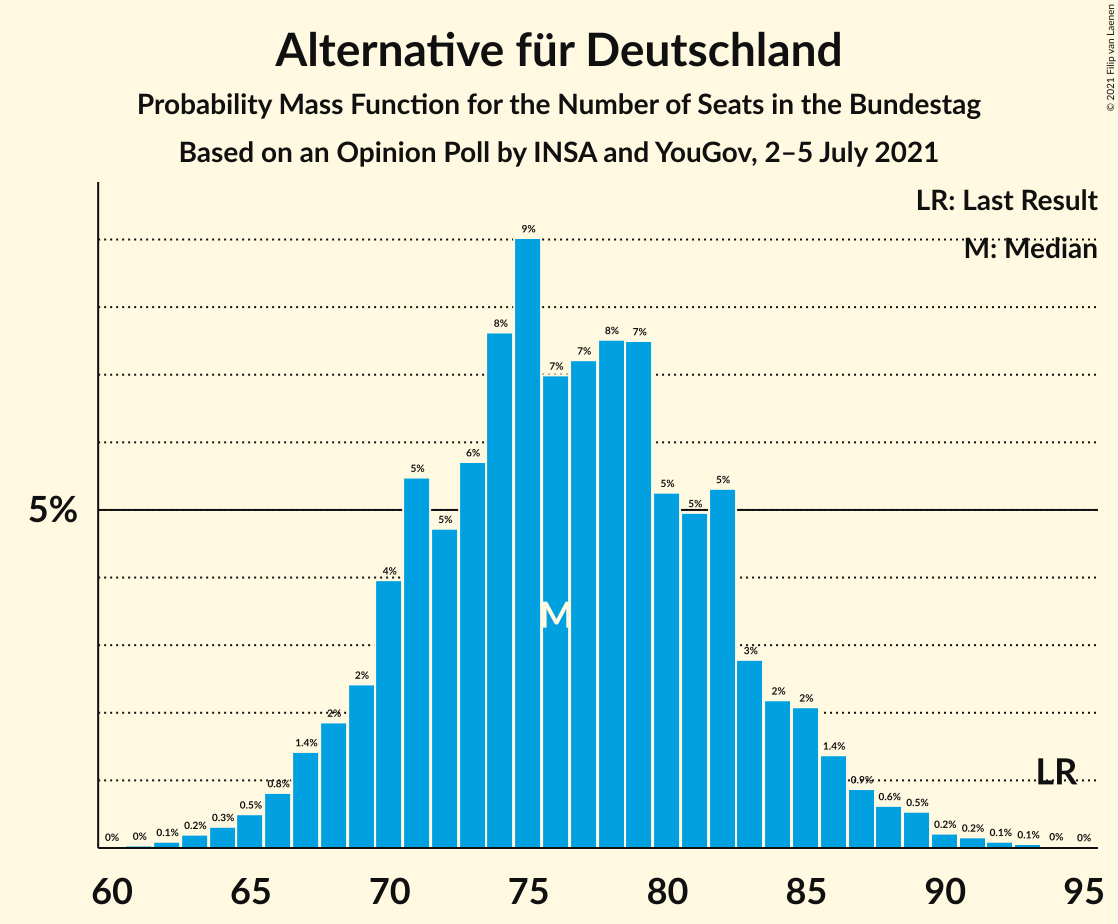 Alternative für Deutschland
Probability Mass Function for the Number of Seats in the Bundestag
Based on an Opinion Poll by INSA and YouGov, 2–5 July 2021
© 2021 Filip van Laenen
LR: Last Result
M: Median
5%
0% 0% 0.1% 0.2% 0.3% 0.5% 0.8% 1.4% 2% 2% 4% 5% 5% 6% 8% 9% 7% 7% 8% 7% 5% 5% 5% 3% 2% 2% 1.4% 0.9% 0.6% 0.5% 0.2% 0.2% 0.1% 0.1% 0% 0%
M
LR
60 65 70 75 80 85 90 95